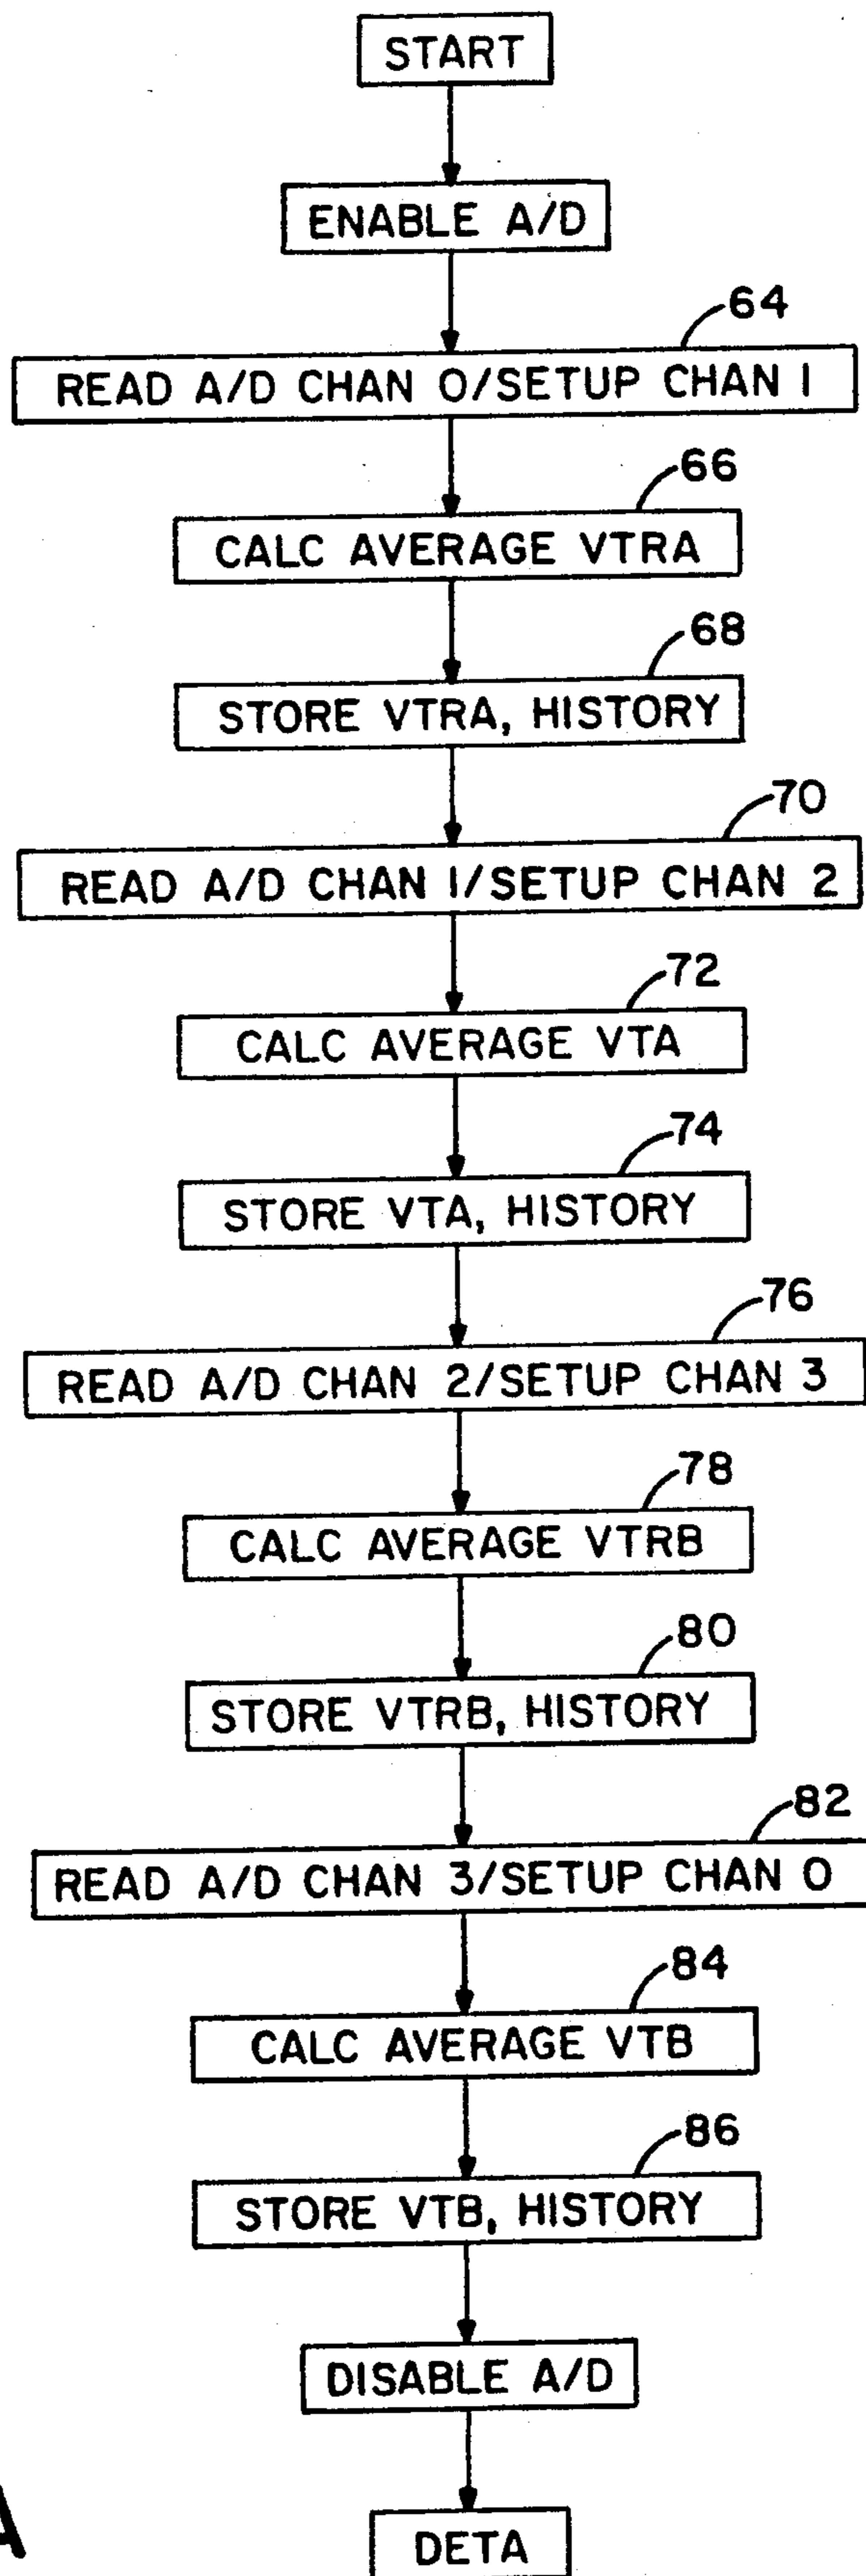 START
ENABLE A/D
64
READ A/D CHAN 0/SETUP CHAN 1
66
CALC AVERAGE VTRA
68
STORE VTRA, HISTORY
70
READ A/D CHAN 1/SETUP CHAN 2
72
CALC AVERAGE VTA
74
STORE VTA, HISTORY
76
READ A/D CHAN 2/SETUP CHAN 3
78
CALC AVERAGE VTRB
80
STORE VTRB, HISTORY
82
READ A/D CHAN 3/SETUP CHAN 0
84
CALC AVERAGE VTB
86
STORE VTB, HISTORY
DISABLE A/D
DETA
A